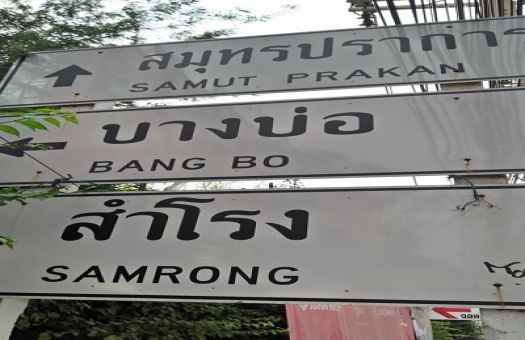 สมุทรปราการ
SAMUT PRAKAN
บางบ่อ
BANG BO
สำโรง
SAMRONG